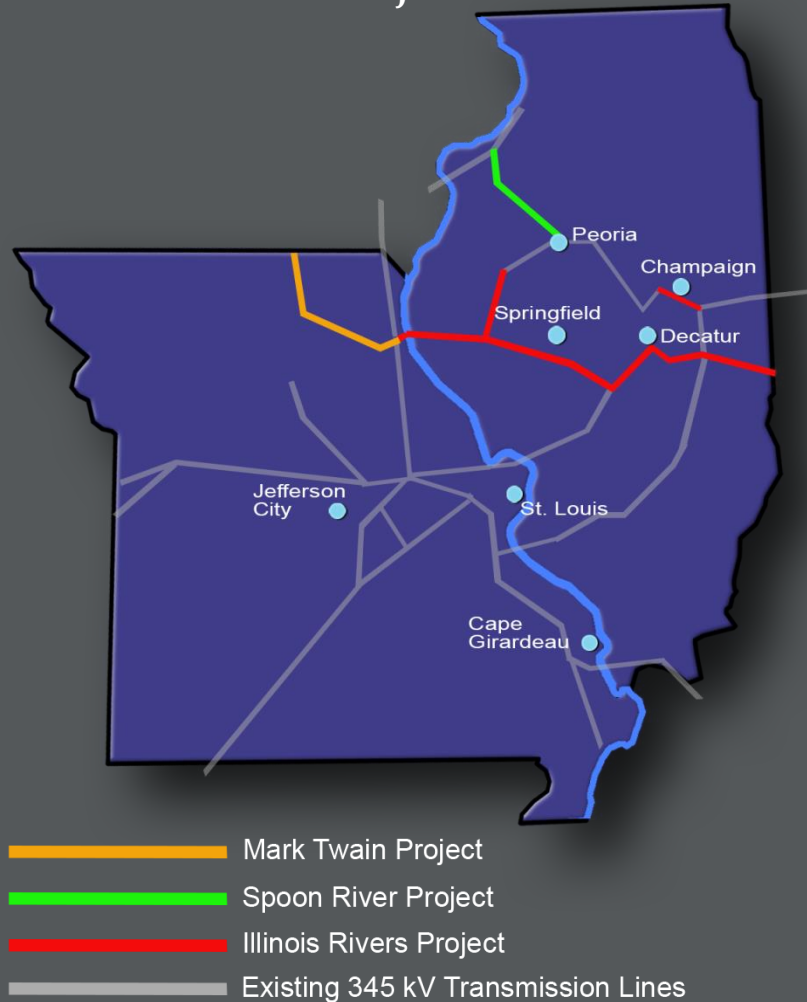 Peoria
Champaign
Springfield
Decatur
Jefferson
City
St. Louis
Cape
Girardeau
Mark Twain Project
Spoon River Project
Illinois Rivers Project
Existing 345 kV Transmission Lines